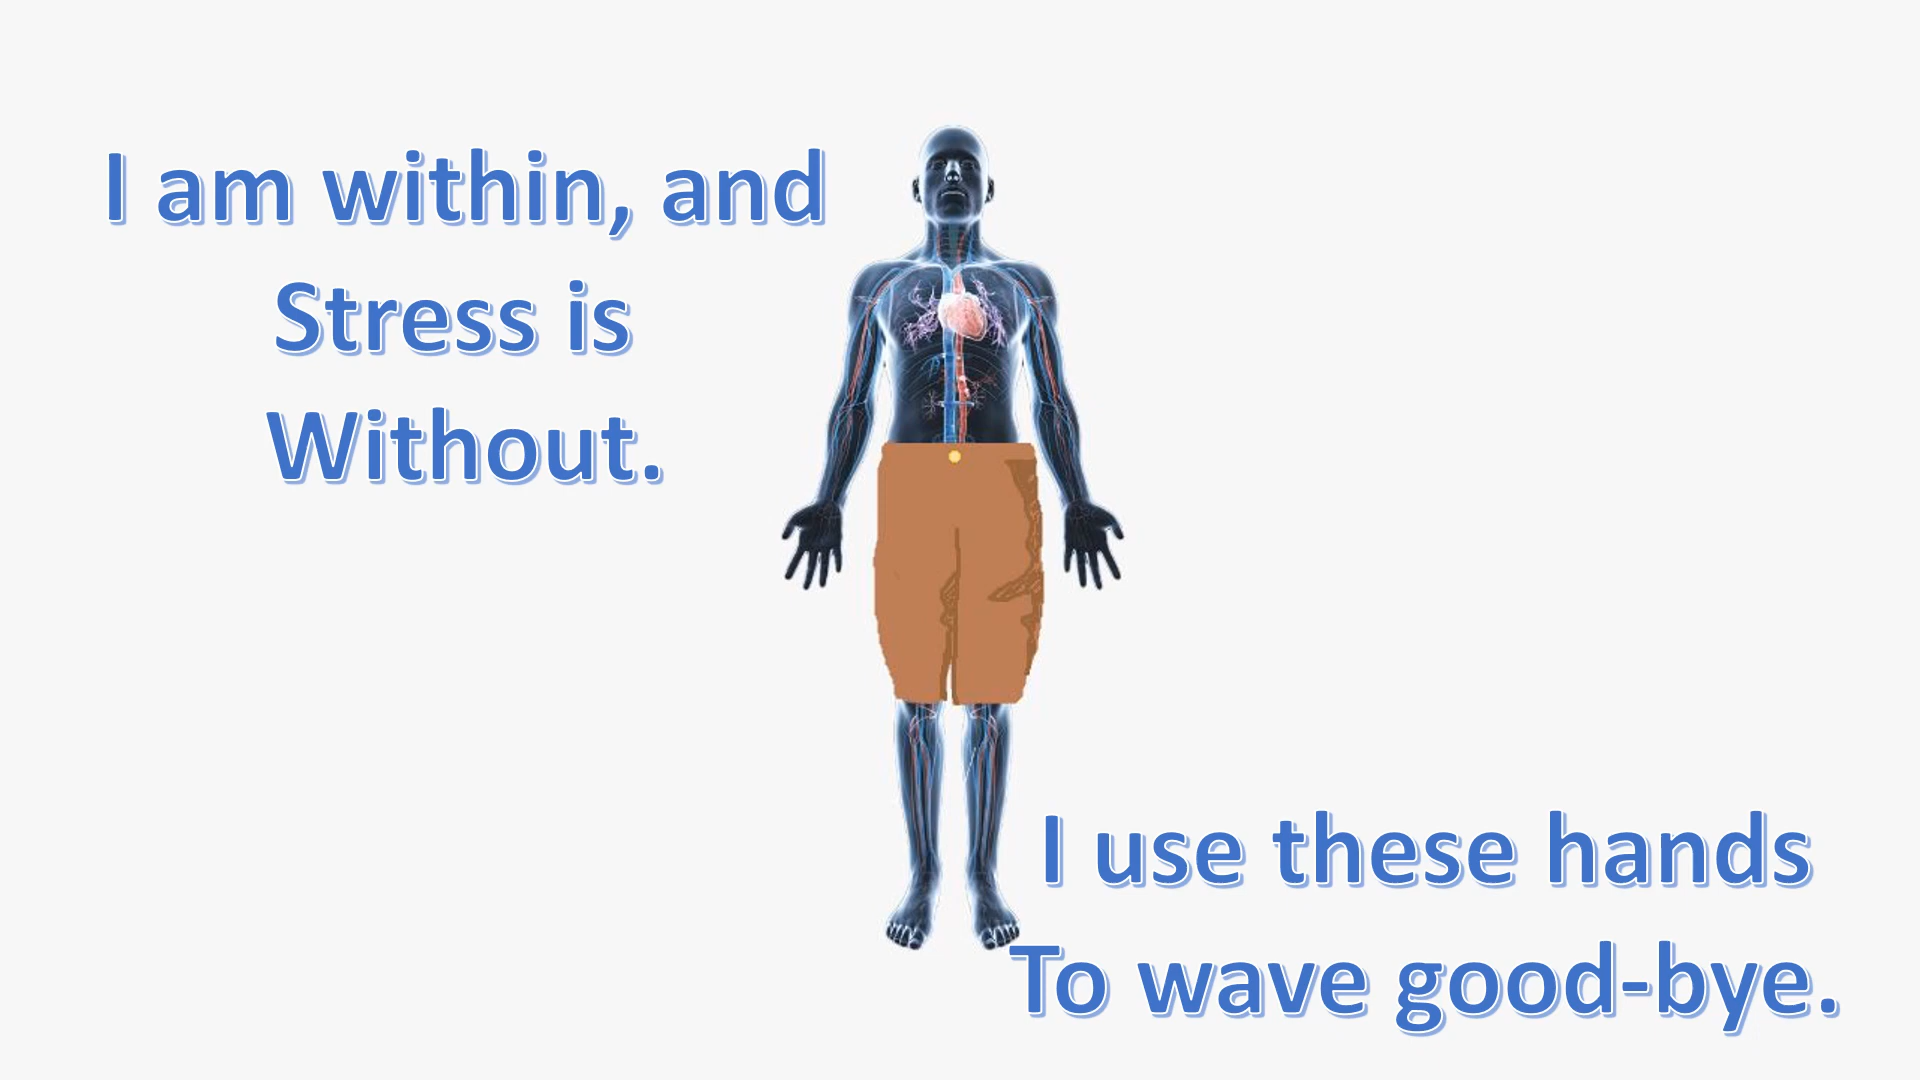 I am within, and
Stress is
Without.
I use these hands
To wave good-bye.